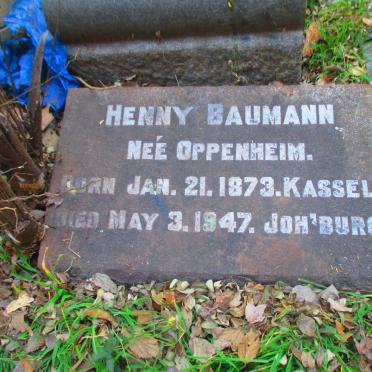 HENNY BAUMANN
NEÉ OPPENHEIM.
BORN JAN. 21. 1873. KASSEL
DIED MAY 3. 1947. JOH'BURG